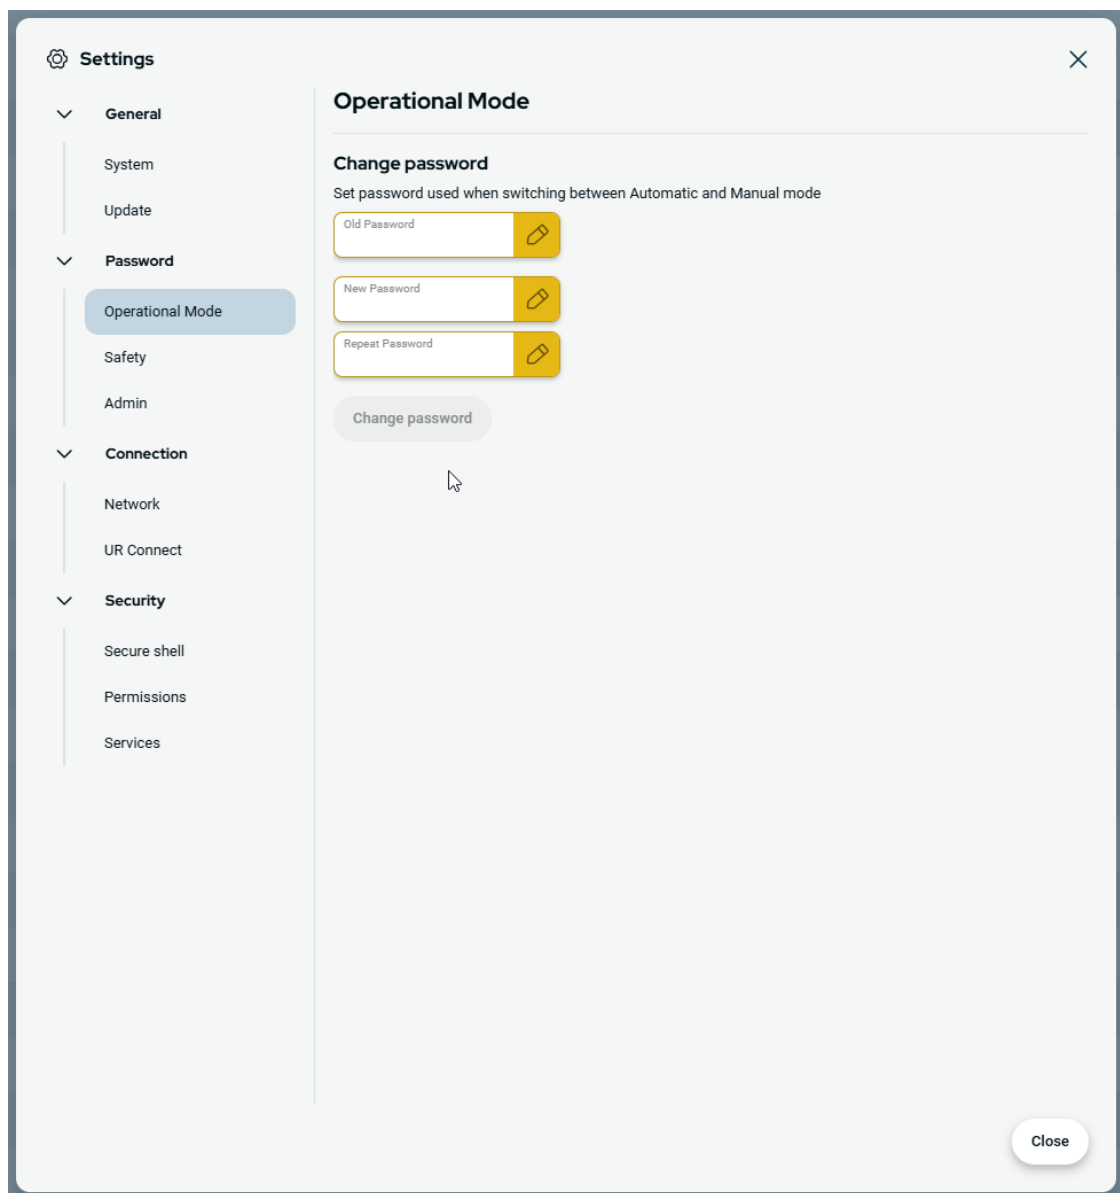 Settings
General
System
Update
Password
Operational Mode
Safety
Admin
Connection
Network
UR Connect
Security
Secure shell
Permissions
Services
Operational Mode
Change password
Set password used when switching between Automatic and Manual mode
Old Password
New Password
Repeat Password
Change password
Close